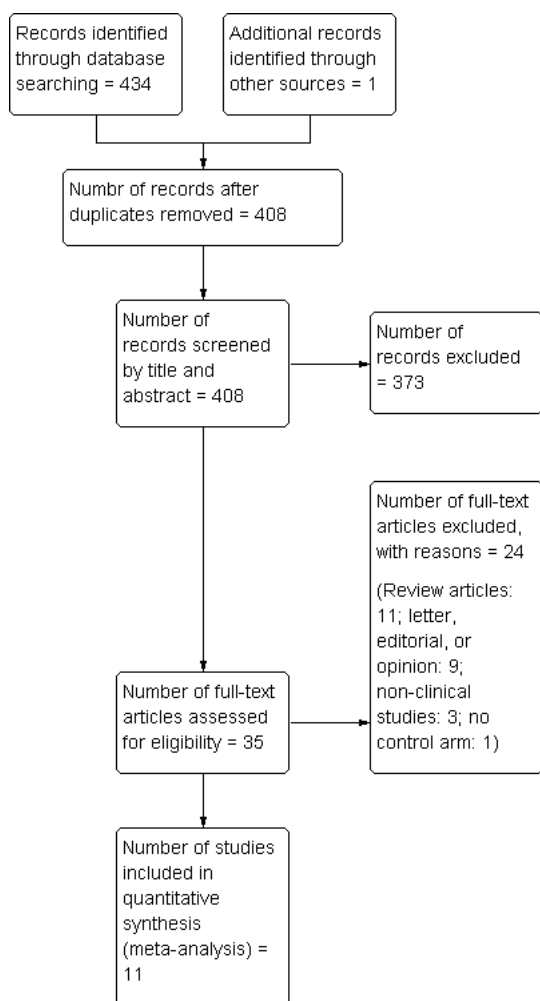 Records identified
through database
searching = 434
Additional records
identified through
other sources = 1
Numbr of records after
duplicates removed = 408
Number of
records screened
by title and
abstract = 408
Number of
records excluded
= 373
Number of full-text
articles excluded,
with reasons = 24
(Review articles:
11; letter,
editorial, or
opinion: 9;
non-clinical
studies: 3; no
control arm: 1)
Number of full-text
articles assessed
for eligibility = 35
Number of studies
included in
quantitative
synthesis
(meta-analysis) =
11